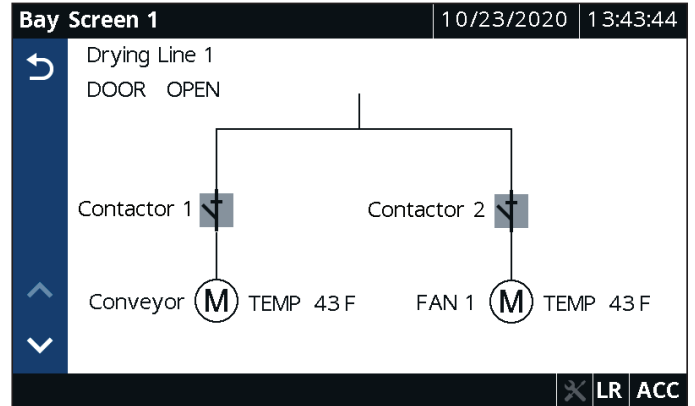 Bay Screen 1 10/23/2020 13:43:44
Drying Line 1
DOOR OPEN
Contactor 1 Contactor 2
Conveyor M TEMP 43 F FAN 1 M TEMP 43 F
LR ACC